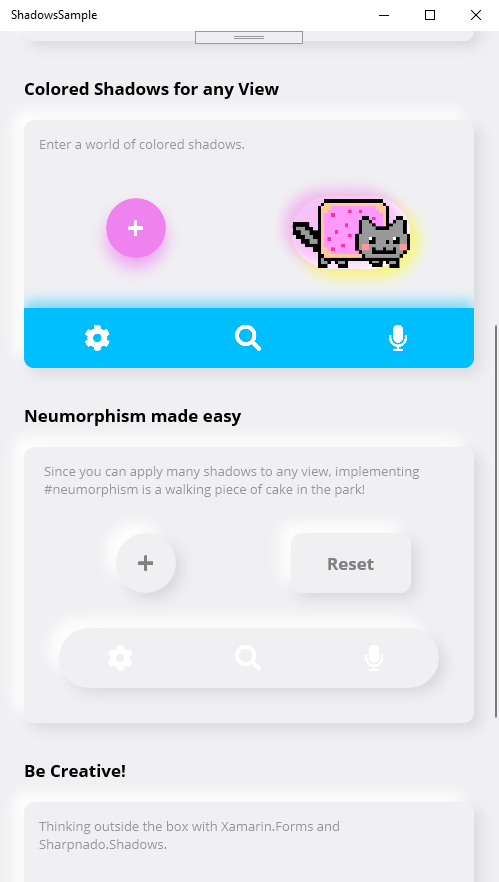 ShadowsSample
Colored Shadows for any View
Enter a world of colored shadows.
Neumorphism made easy
Since you can apply many shadows to any view, implementing
#neumorphism is a walking piece of cake in the park!
Reset
Be Creative!
Thinking outside the box with Xamarin.Forms and
Sharpnado.Shadows.